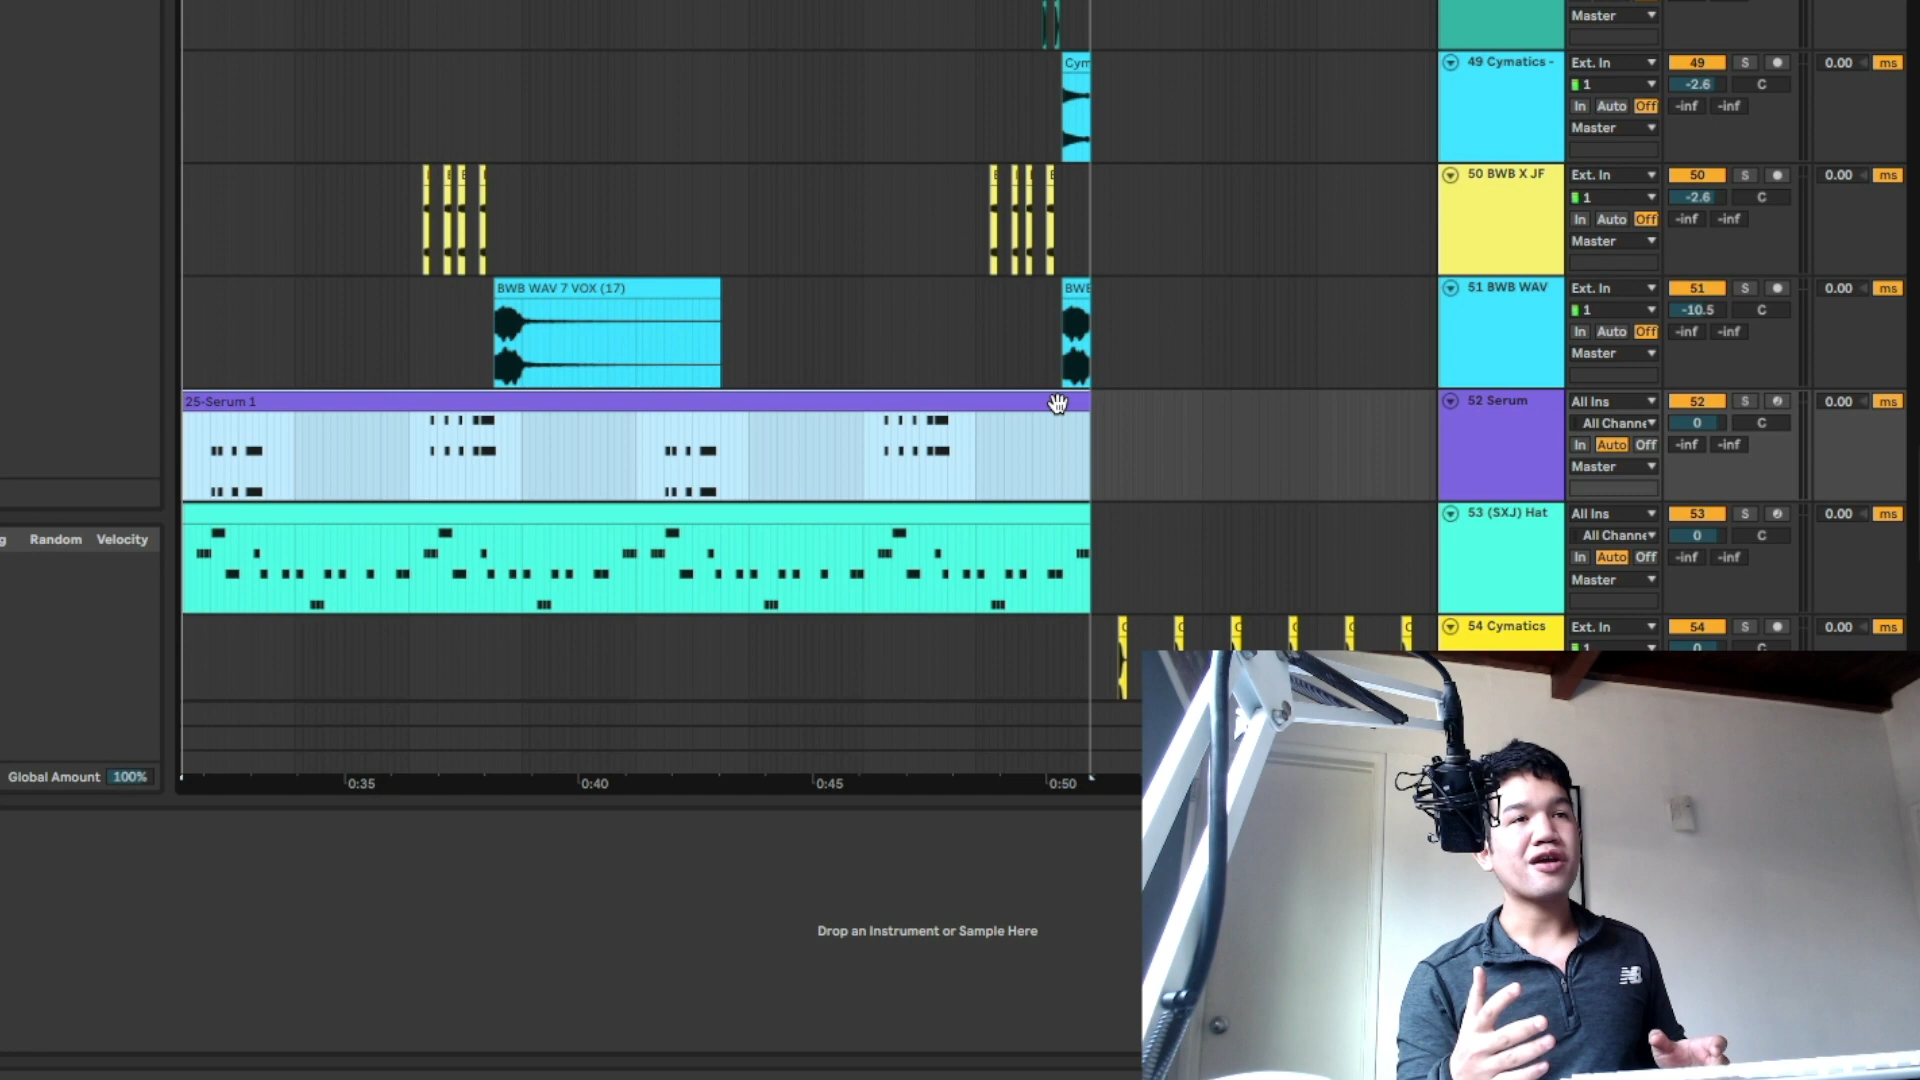 Master
49 Cymatics -
Ext. In
49
S
0.00
ms
Cym
1
-2.6
C
In Auto Off
-inf -inf
Master
50 BWB X JF
Ext. In
50
S
0.00
ms
1
-2.6
C
In Auto Off
-inf -inf
Master
BWB WAV 7 VOX (17)
51 BWB WAV
Ext. In
51
S
0.00
ms
1
-10.5
C
In Auto Off
-inf -inf
Master
25-Serum 1
52 Serum
All Ins
52
S
0.00
ms
All Channe
0
C
In Auto Off
-inf -inf
Master
53 (SXJ) Hat
All Ins
53
S
0.00
ms
All Channe
0
C
In Auto Off
-inf -inf
Master
g Random Velocity
54 Cymatics
Ext. In
54
S
0.00
ms
Global Amount 100%
0:35 0:40 0:45 0:50
Drop an Instrument or Sample Here
NB